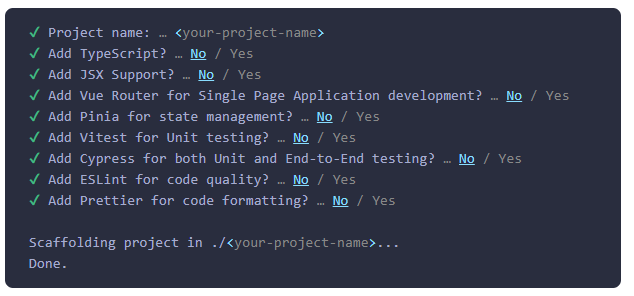 ✔ Project name: … <your-project-name>
✔ Add TypeScript? … No / Yes
✔ Add JSX Support? … No / Yes
✔ Add Vue Router for Single Page Application development? … No / Yes
✔ Add Pinia for state management? … No / Yes
✔ Add Vitest for Unit testing? … No / Yes
✔ Add Cypress for both Unit and End-to-End testing? … No / Yes
✔ Add ESLint for code quality? … No / Yes
✔ Add Prettier for code formatting? … No / Yes
Scaffolding project in ./<your-project-name>...
Done.